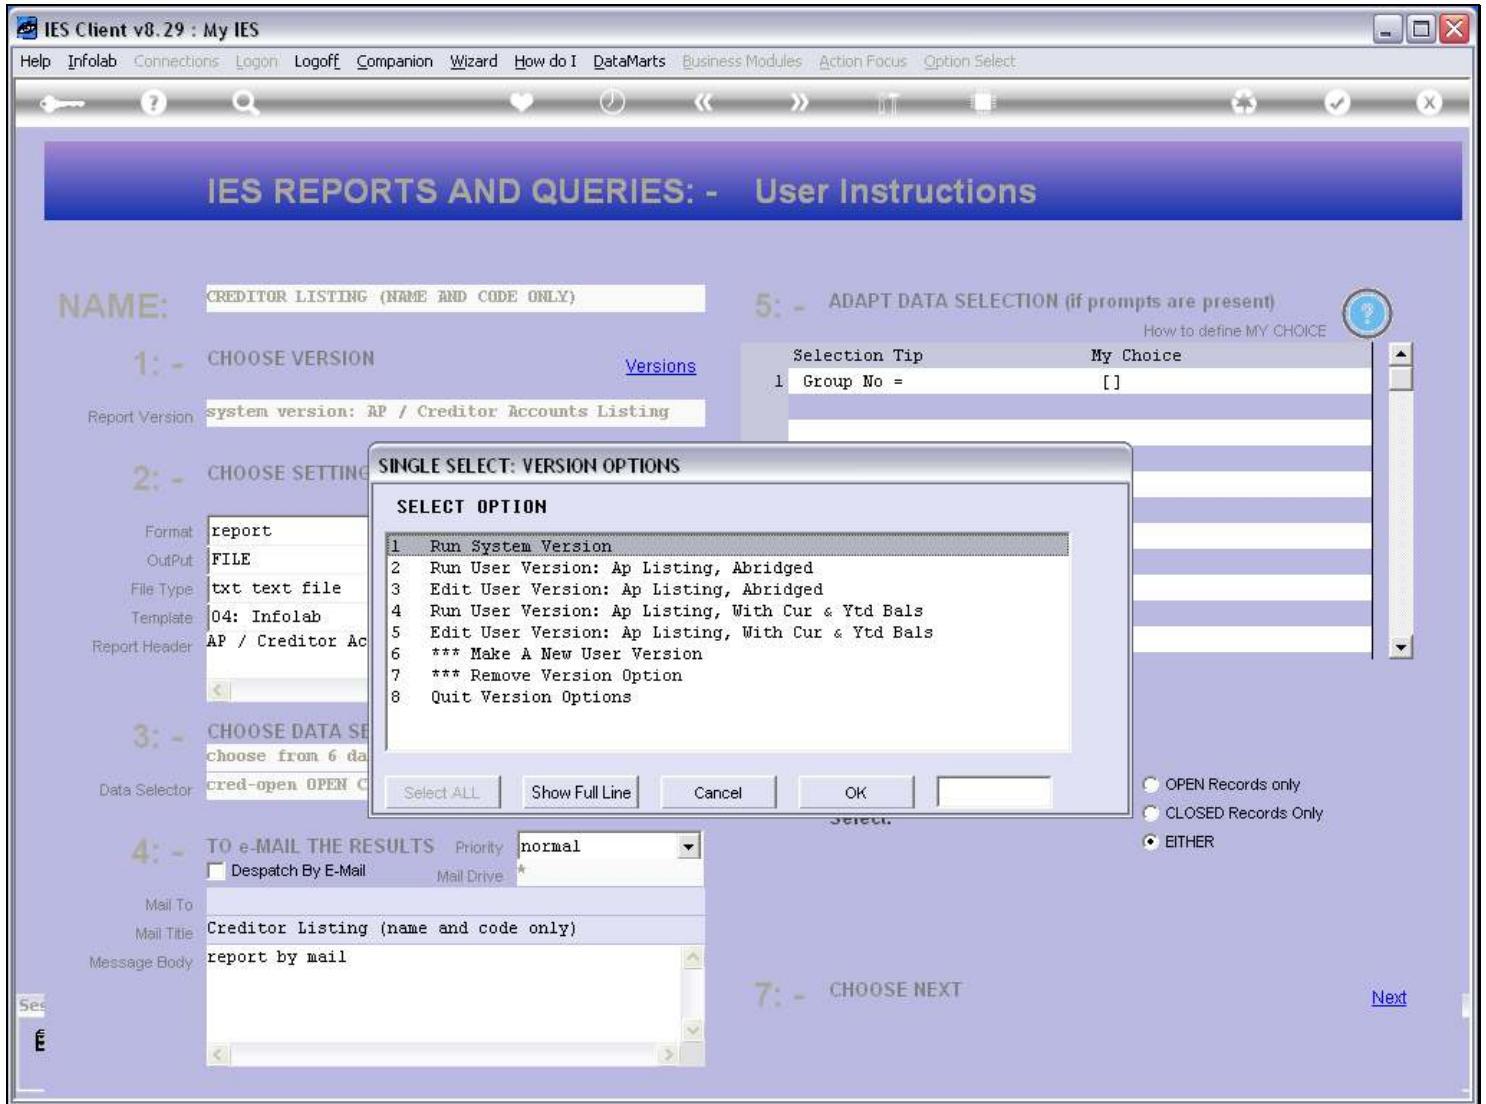 IES Client v8.29 : My IES
Help Infolab Connections Logon Logoff Companion Wizard How do I DataMarts Business Modules Action Focus Option Select
IES REPORTS AND QUERIES: - User Instructions
NAME: CREDITOR LISTING (NAME AND CODE ONLY)
1: - CHOOSE VERSION Versions
Report Version system version: AP / Creditor Accounts Listing
2: - CHOOSE SETTING
Format report
OutPut FILE
File Type txt text file
Template 04: Infolab
Report Header AP / Creditor Ac
3: - CHOOSE DATA SE
choose from 6 da
Data Selector cred-open OPEN C
4: - TO e-MAIL THE RESULTS Priority normal
Despatch By E-Mail Mail Drive *
Mail To
Mail Title Creditor Listing (name and code only)
Message Body report by mail
5: - ADAPT DATA SELECTION (if prompts are present)
How to define MY CHOICE
Selection Tip My Choice
1 Group No = []
SINGLE SELECT: VERSION OPTIONS
SELECT OPTION
1 Run System Version
2 Run User Version: Ap Listing, Abridged
3 Edit User Version: Ap Listing, Abridged
4 Run User Version: Ap Listing, With Cur & Ytd Bals
5 Edit User Version: Ap Listing, With Cur & Ytd Bals
6 *** Make A New User Version
7 *** Remove Version Option
8 Quit Version Options
Select ALL Show Full Line Cancel OK
Select:
OPEN Records only
CLOSED Records Only
EITHER
7: - CHOOSE NEXT Next
Ses